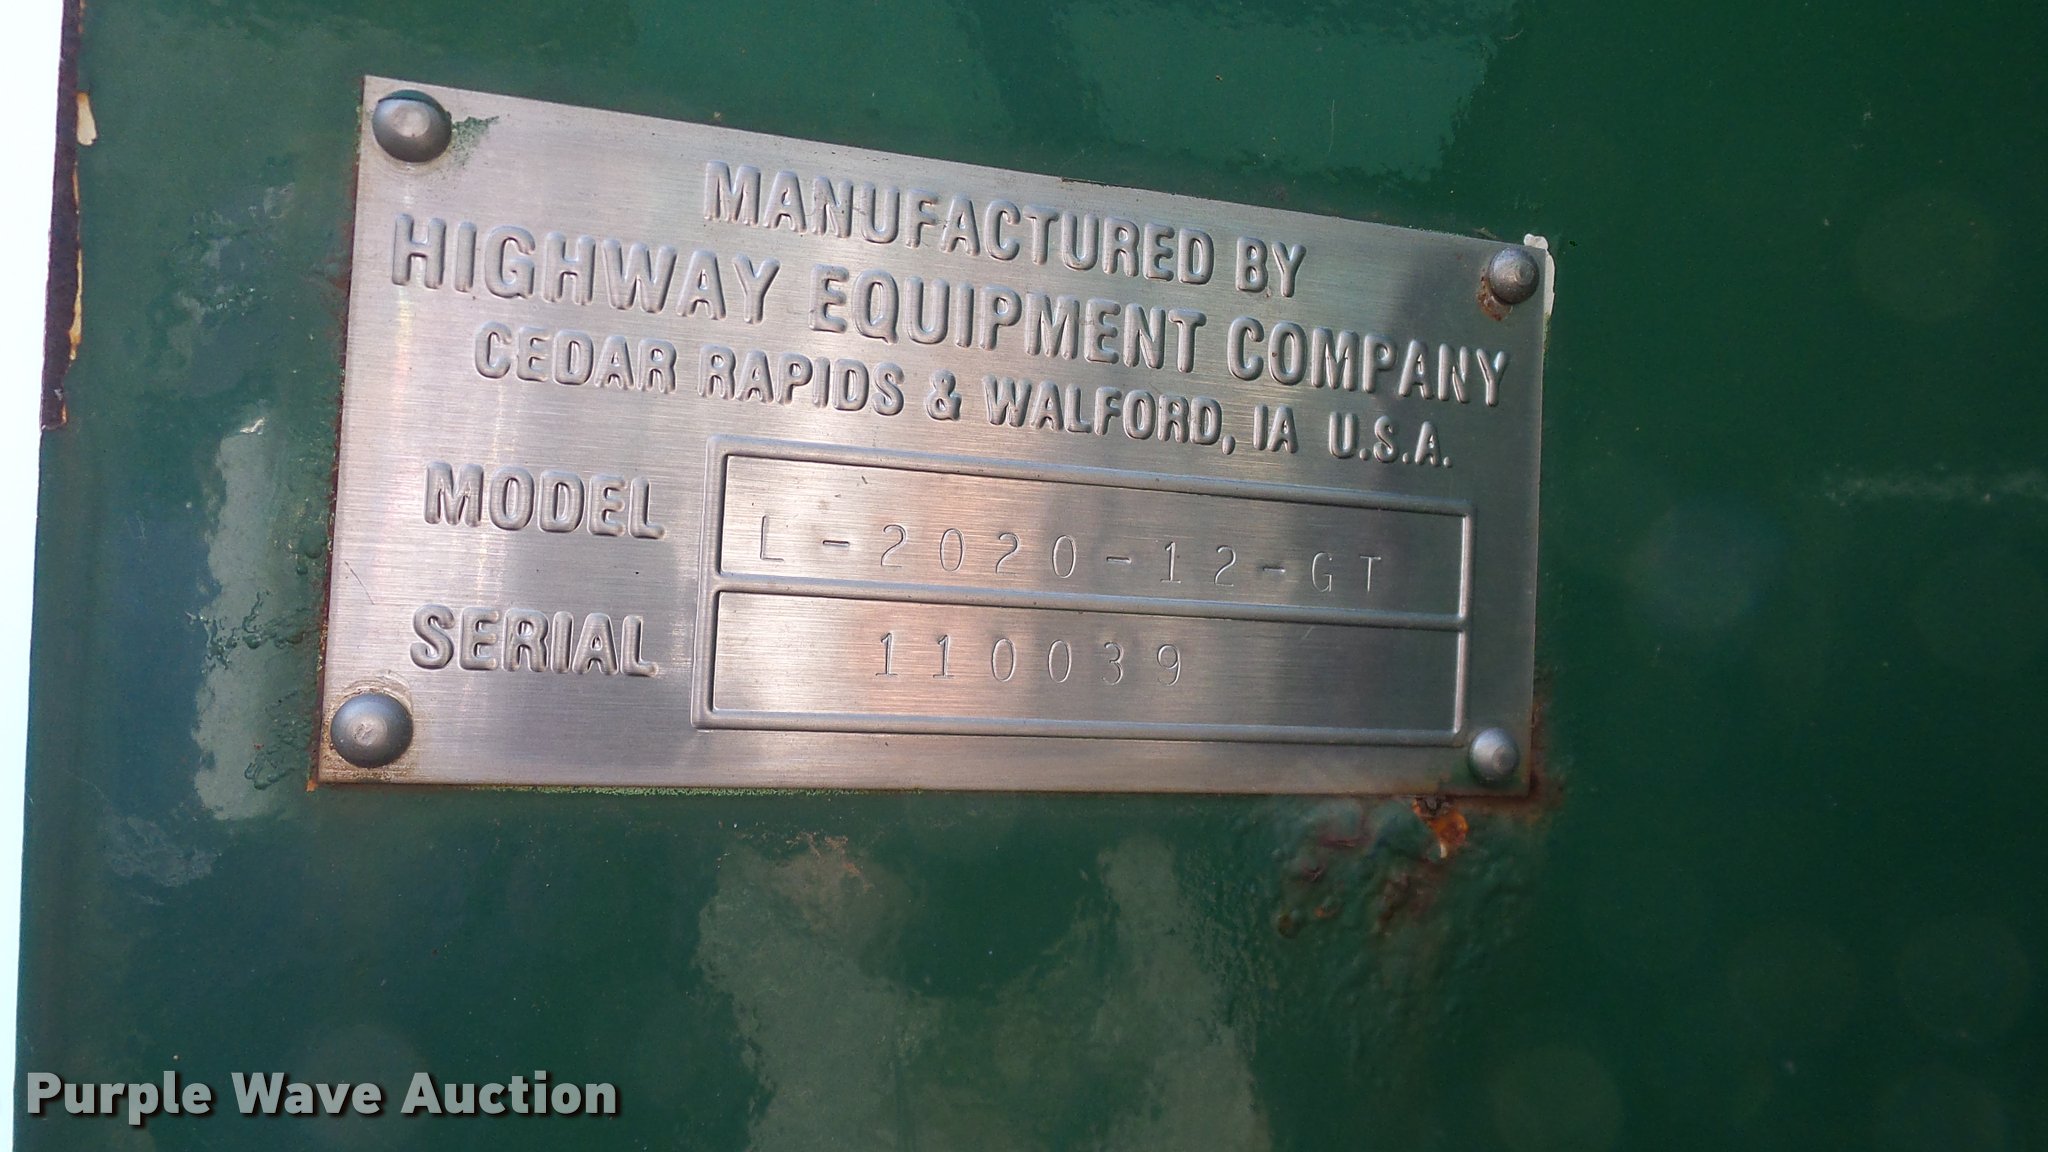 MANUFACTURED BY
HIGHWAY EQUIPMENT COMPANY
CEDAR RAPIDS & WALFORD, IA U.S.A.
MODEL L-2020-12-GT
SERIAL 110039
Purple Wave Auction